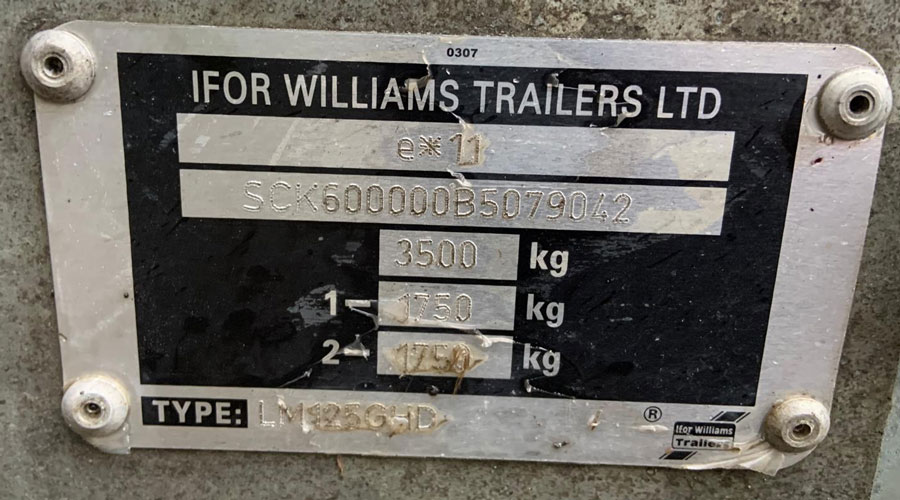 0307
IFOR WILLIAMS TRAILERS LTD
e*11
SCK600000B5079042
3500 kg
1– 1750 kg
2– 1750 kg
TYPE: LM125GHD ®
Ifor Williams
Trailers